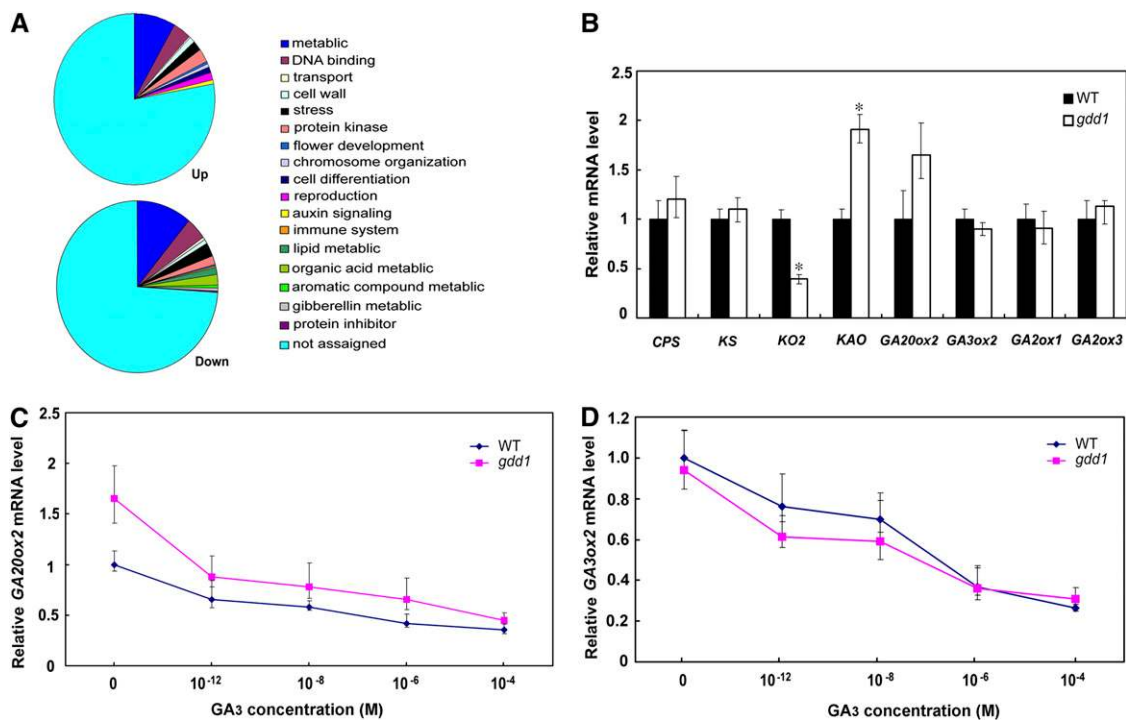 A
metablic
DNA binding
transport
cell wall
stress
protein kinase
flower development
chromosome organization
cell differentiation
reproduction
auxin signaling
immune system
lipid metablic
organic acid metablic
aromatic compound metablic
gibberellin metablic
protein inhibitor
not assaigned
Up
Down
B
Relative mRNA level
2.5
2
1.5
1
0.5
0
WT
gdd1
*
*
CPS KS KO2 KAO GA20ox2 GA3ox2 GA2ox1 GA2ox3
C
Relative GA20ox2 mRNA level
2.5
2
1.5
1
0.5
0
WT
gdd1
0 10-12 10-8 10-6 10-4
GA3 concentration (M)
D
Relative GA3ox2 mRNA level
1.2
1.0
0.8
0.6
0.4
0.2
0
WT
gdd1
0 10-12 10-8 10-6 10-4
GA3 concentration (M)